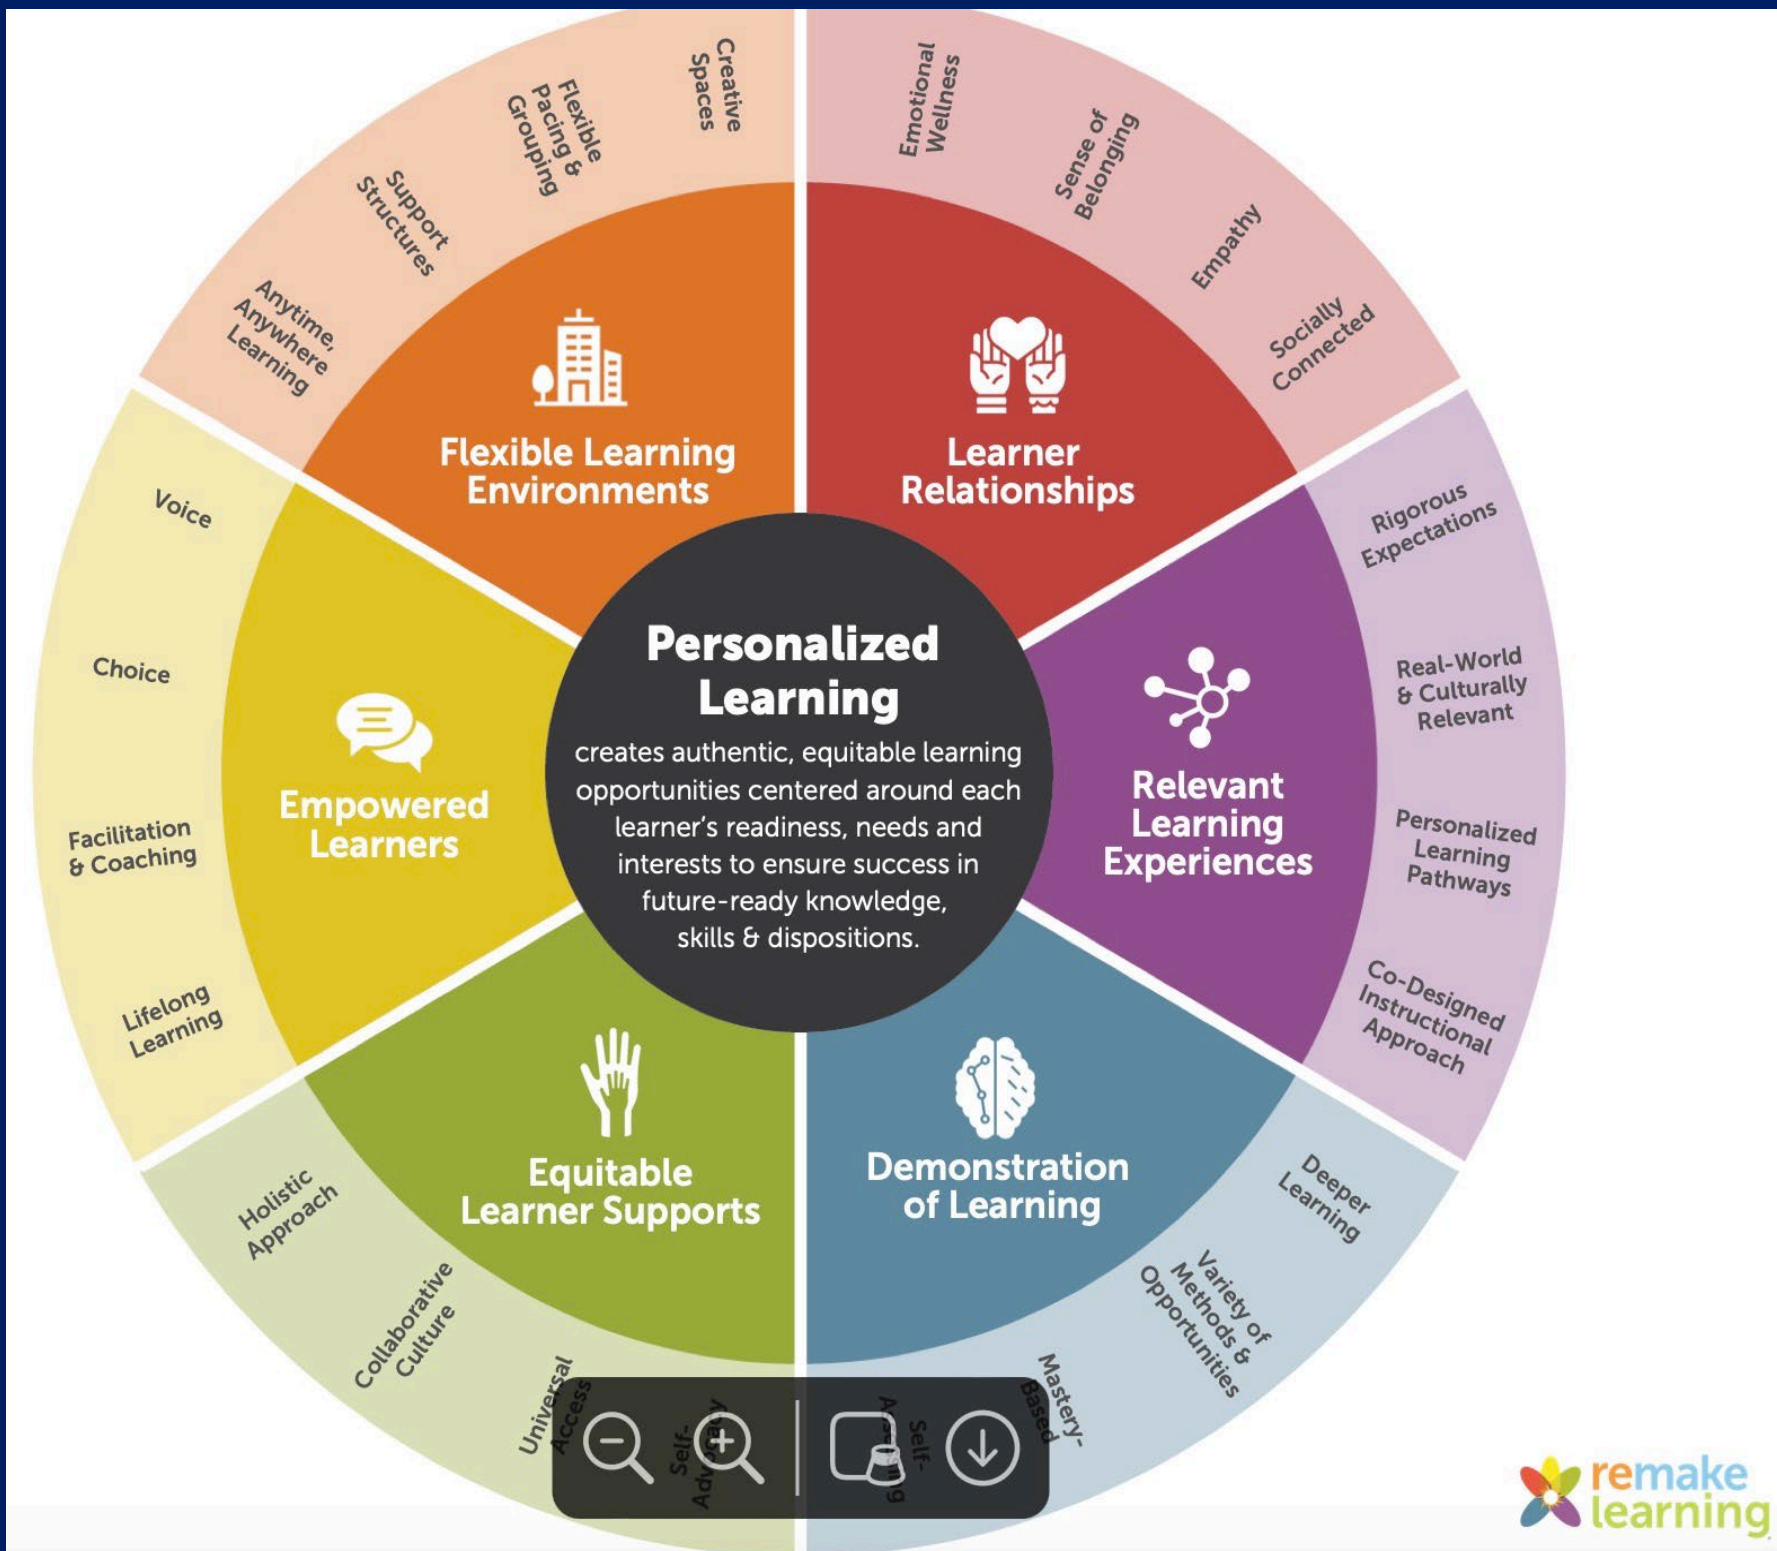 Personalized
Learning
creates authentic, equitable learning
opportunities centered around each
learner's readiness, needs and
interests to ensure success in
future-ready knowledge,
skills & dispositions.
Flexible Learning
Environments
Anytime,
Anywhere
Learning
Support
Structures
Flexible
Pacing &
Grouping
Creative
Spaces
Learner
Relationships
Emotional
Wellness
Sense of
Belonging
Empathy
Socially
Connected
Relevant
Learning
Experiences
Rigorous
Expectations
Real-World
& Culturally
Relevant
Personalized
Learning
Pathways
Co-Designed
Instructional
Approach
Demonstration
of Learning
Deeper
Learning
Variety of
Methods &
Opportunities
Mastery-
Based
Self-
Equitable
Learner Supports
Self-
Advocacy
Universal
Access
Collaborative
Culture
Holistic
Approach
Empowered
Learners
Lifelong
Learning
Facilitation
& Coaching
Choice
Voice
remake
learning